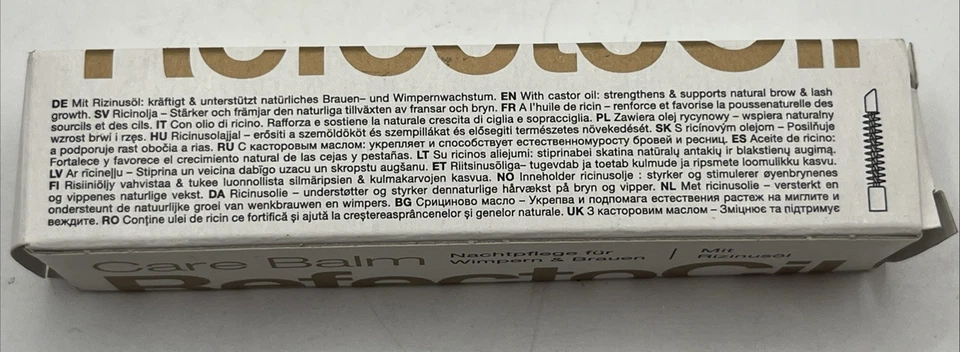 RefectoCil
DE Mit Rizinusöl: kräftigt & unterstützt natürliches Brauen- und Wimpernwachstum. EN With castor oil: strengthens & supports natural brow & lash
growth. SV Ricinolja – Stärker och främjar den naturliga tillväxten av fransar och bryn. FR A l'huile de ricin – renforce et favorise la poussenaturelle des
sourcils et des cils. IT Con olio di ricino. Rafforza e sostiene la naturale crescita di ciglia e sopracciglia. PL Zawiera olej rycynowy – wspiera naturalny
wzrost brwi i rzęs. HU Ricinusolajjal – erősíti a szemöldököt és szempillákat és elősegíti természetes növekedését. SK S ricínovým olejom – Posilňuje
a podporuje rast obočia a rias. RU С касторовым маслом: укрепляет и способствует естественномуросту бровей и ресниц. ES Aceite de ricino:
Fortalece y favorece el crecimiento natural de las cejas y pestañas. LT Su ricinos aliejumi: stiprinabei skatina natūralų antakių ir blakstienų augimą.
LV Ar rīcineļļu – Stiprina un veicina dabīgo uzacu un skropstu augšanu. ET Riitsinusõliga– tugevdab ja toetab kulmude ja ripsmete loomulikku kasvu.
FI Risiiniöljy vahvistaa & tukee luonnollista silmäripsien & kulmakarvojen kasvua. NO Inneholder ricinusolje : styrker og stimulerer øyenbrynenes
og vippenes naturlige vekst. DA Ricinusolie – understøtter og styrker dennaturlige hårvækst på bryn og vipper. NL Met ricinusolie – versterkt en
ondersteunt de natuurlijke groei van wenkbrauwen en wimpers. BG Срициново масло – Укрепва и подпомага естествения растеж на миглите и
веждите. RO Conține ulei de ricin ce fortifică și ajută la creștereasprâncenelor și genelor naturale. UK З касторовим маслом – Зміцнює та підтримує
Care Balm
Nachtpflege für
Wimpern & Brauen
Mit
Rizinusöl
RefectoCil